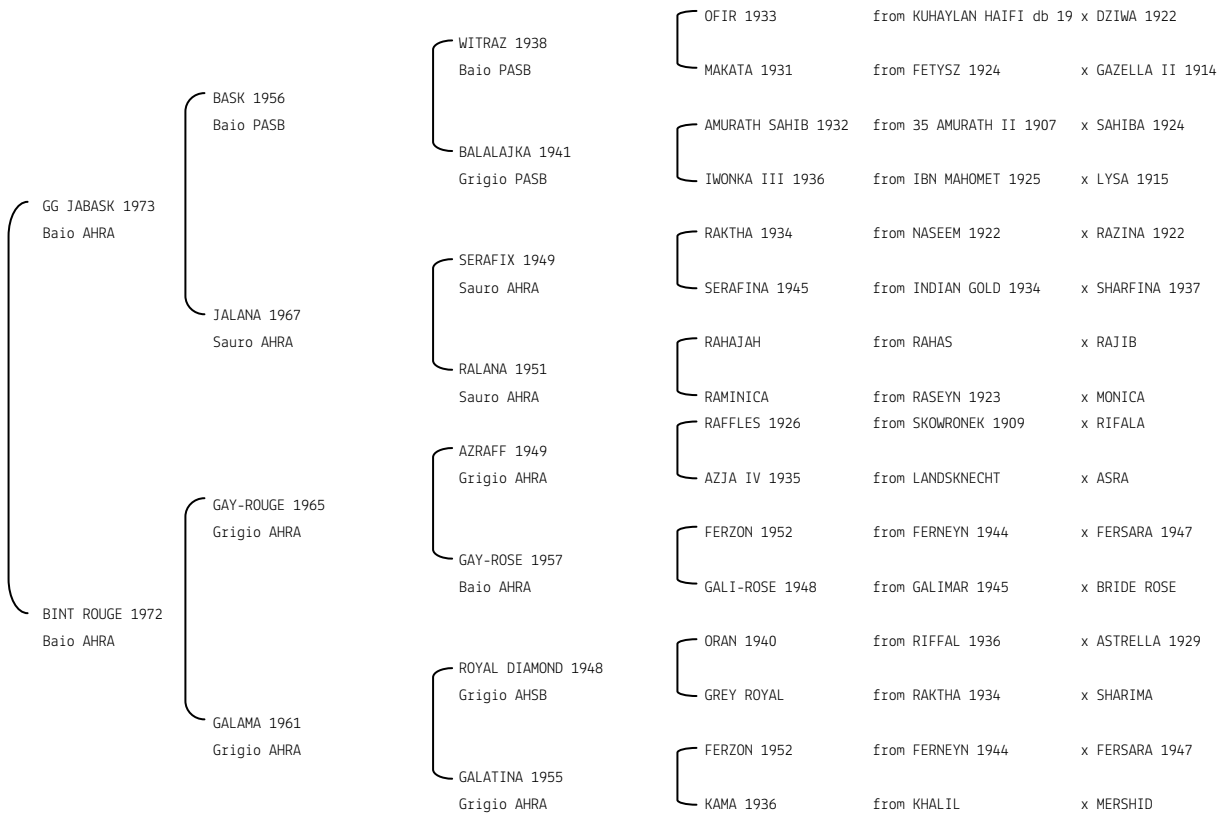 OFIR 1933 from KUHAYLAN HAIFI db 19 x DZIWA 1922
WITRAZ 1938
Baio PASB
MAKATA 1931 from FETYSZ 1924 x GAZELLA II 1914
BASK 1956
Baio PASB
AMURATH SAHIB 1932 from 35 AMURATH II 1907 x SAHIBA 1924
BALALAJKA 1941
Grigio PASB
IWONKA III 1936 from IBN MAHOMET 1925 x LYSA 1915
GG JABASK 1973
Baio AHRA
RAKTHA 1934 from NASEEM 1922 x RAZINA 1922
SERAFIX 1949
Sauro AHRA
SERAFINA 1945 from INDIAN GOLD 1934 x SHARFINA 1937
JALANA 1967
Sauro AHRA
RAHAJAH from RAHAS x RAJIB
RALANA 1951
Sauro AHRA
RAMINICA from RASEYN 1923 x MONICA
RAFFLES 1926 from SKOWRONEK 1909 x RIFALA
AZRAFF 1949
Grigio AHRA
AZJA IV 1935 from LANDSKNECHT x ASRA
GAY-ROUGE 1965
Grigio AHRA
FERZON 1952 from FERNEYN 1944 x FERSARA 1947
GAY-ROSE 1957
Baio AHRA
GALI-ROSE 1948 from GALIMAR 1945 x BRIDE ROSE
BINT ROUGE 1972
Baio AHRA
ORAN 1940 from RIFFAL 1936 x ASTRELLA 1929
ROYAL DIAMOND 1948
Grigio AHSB
GREY ROYAL from RAKTHA 1934 x SHARIMA
GALAMA 1961
Grigio AHRA
FERZON 1952 from FERNEYN 1944 x FERSARA 1947
GALATINA 1955
Grigio AHRA
KAMA 1936 from KHALIL x MERSHID